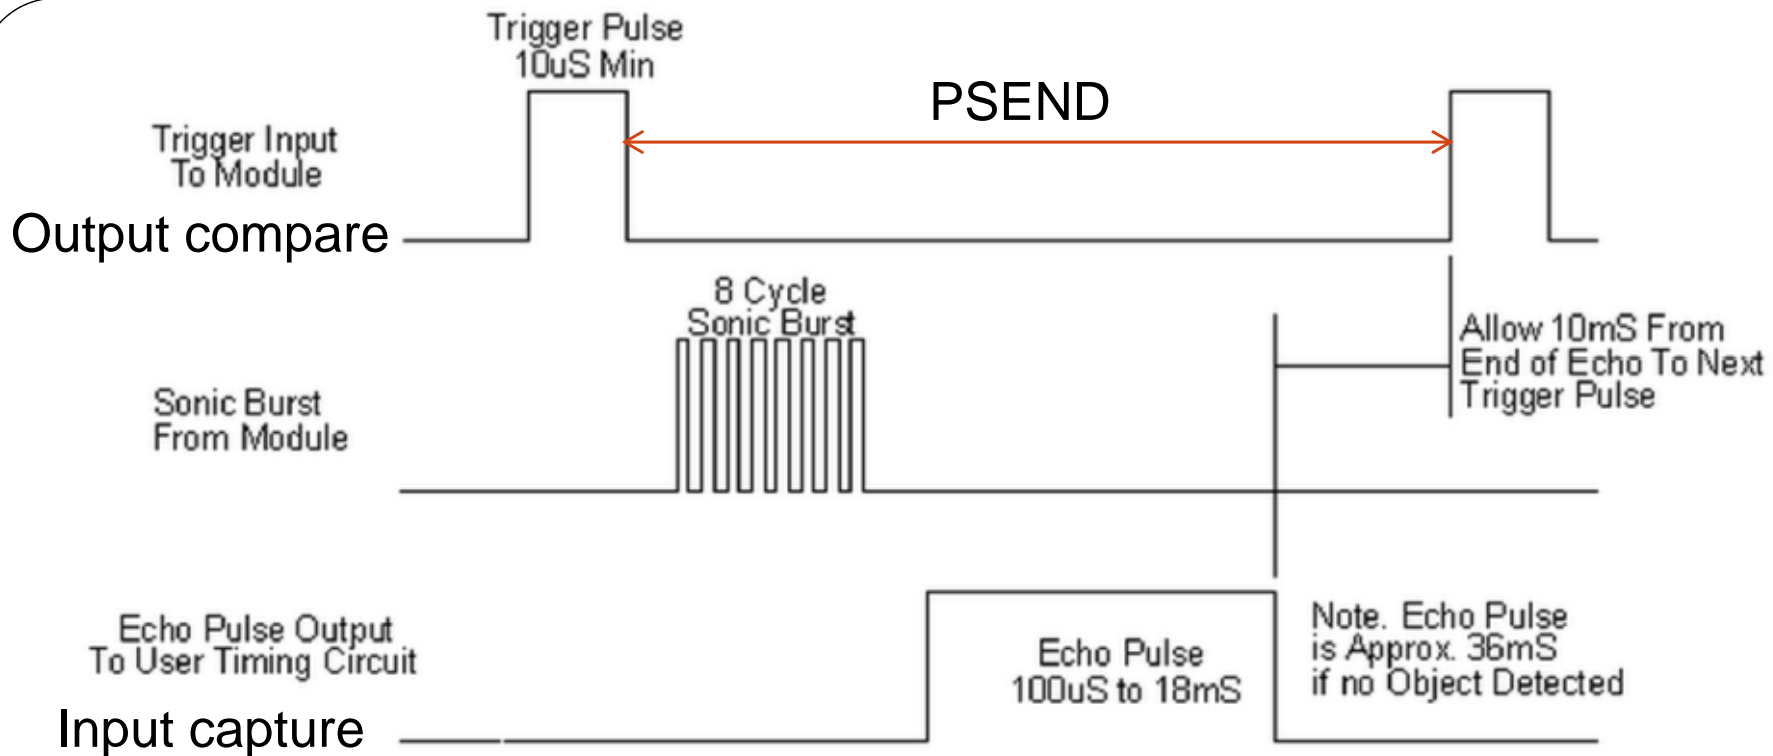 Trigger Pulse
10uS Min
PSEND
Trigger Input
To Module
Output compare
8 Cycle
Sonic Burst
Allow 10mS From
End of Echo To Next
Trigger Pulse
Sonic Burst
From Module
Echo Pulse Output
To User Timing Circuit
Echo Pulse
100uS to 18mS
Note. Echo Pulse
is Approx. 36mS
if no Object Detected
Input capture